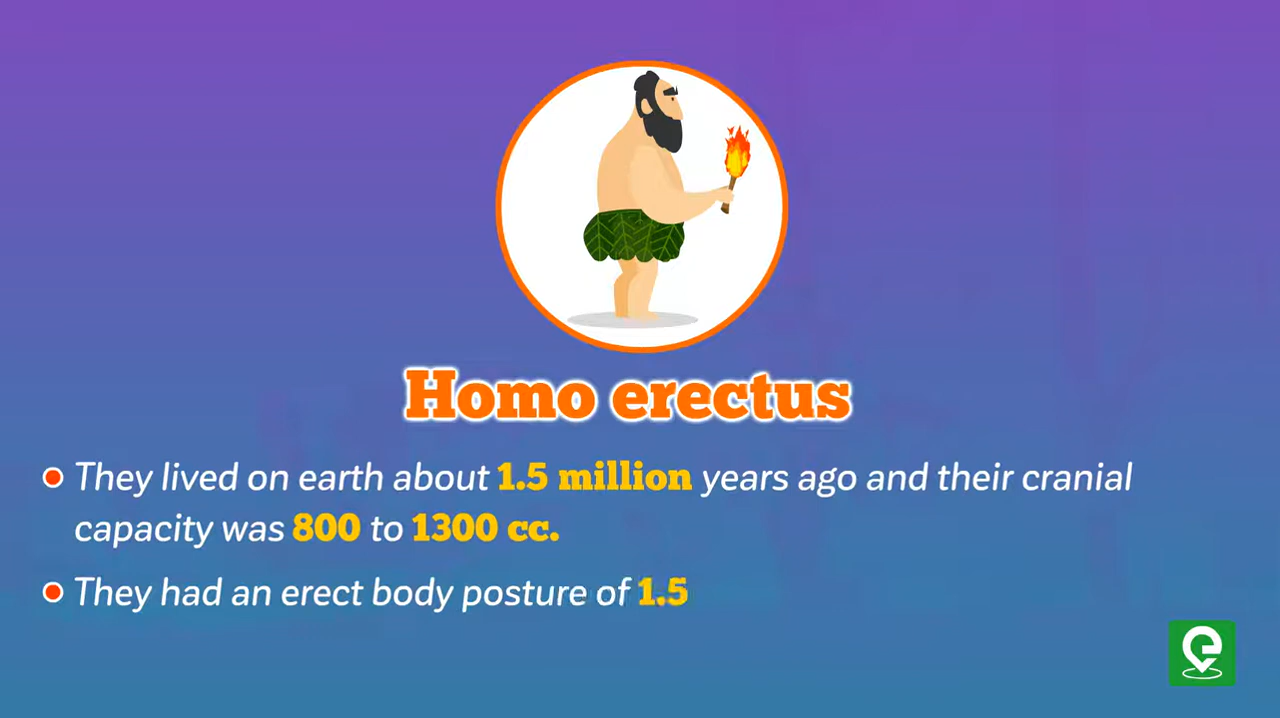 Homo erectus
They lived on earth about 1.5 million years ago and their cranial
capacity was 800 to 1300 cc.
They had an erect body posture of 1.5